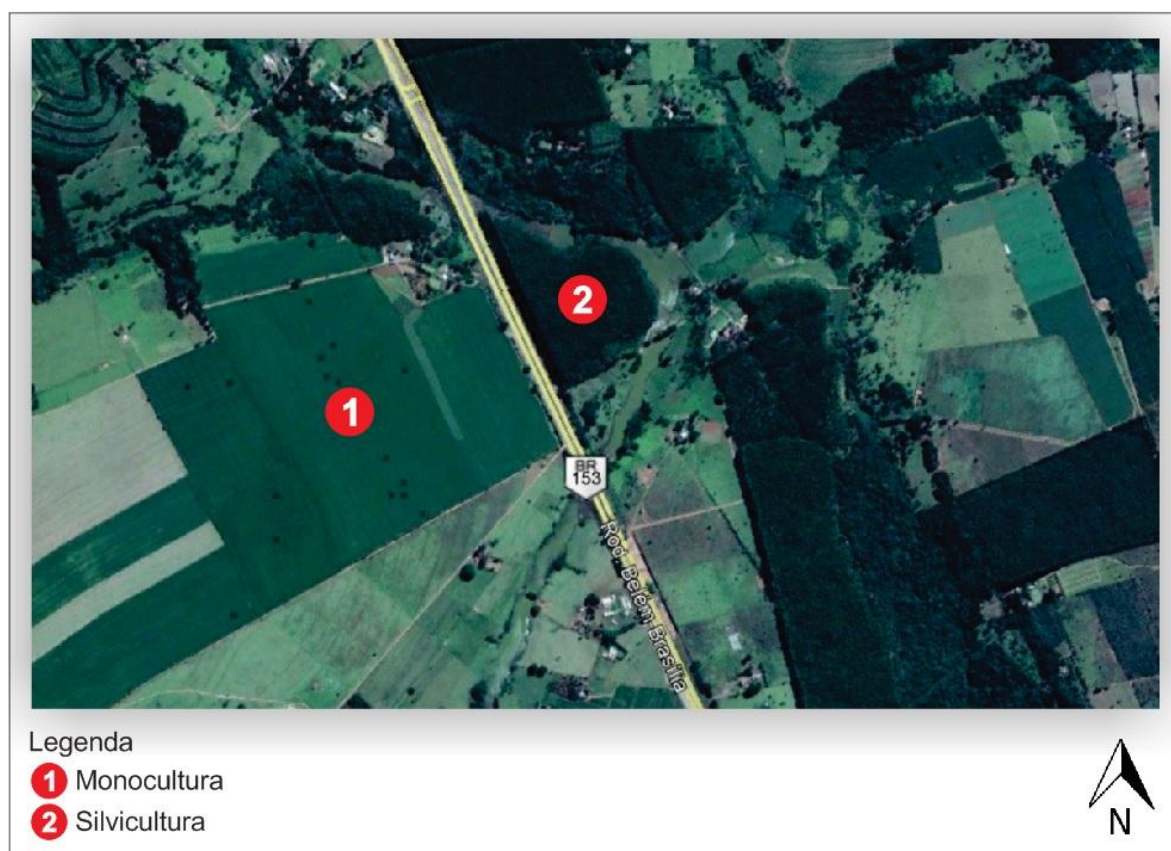 1
2
BR
153
Rod. Belém Brasília
Legenda
1 Monocultura
2 Silvicultura
N